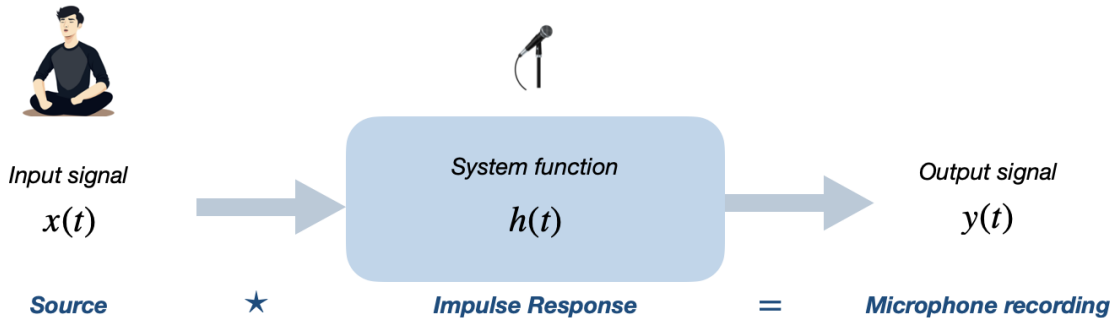 Input signal
x(t)
System function
h(t)
Output signal
y(t)
Source ★ Impulse Response = Microphone recording